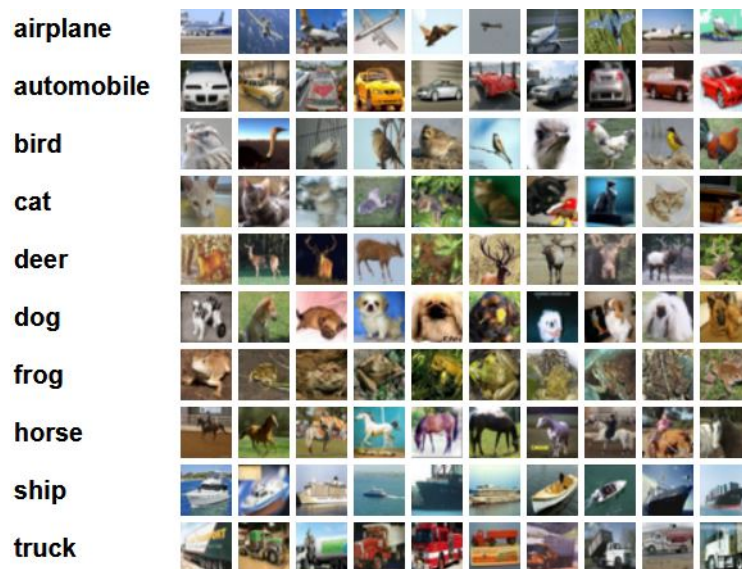 airplane
automobile
bird
cat
deer
dog
frog
horse
ship
truck